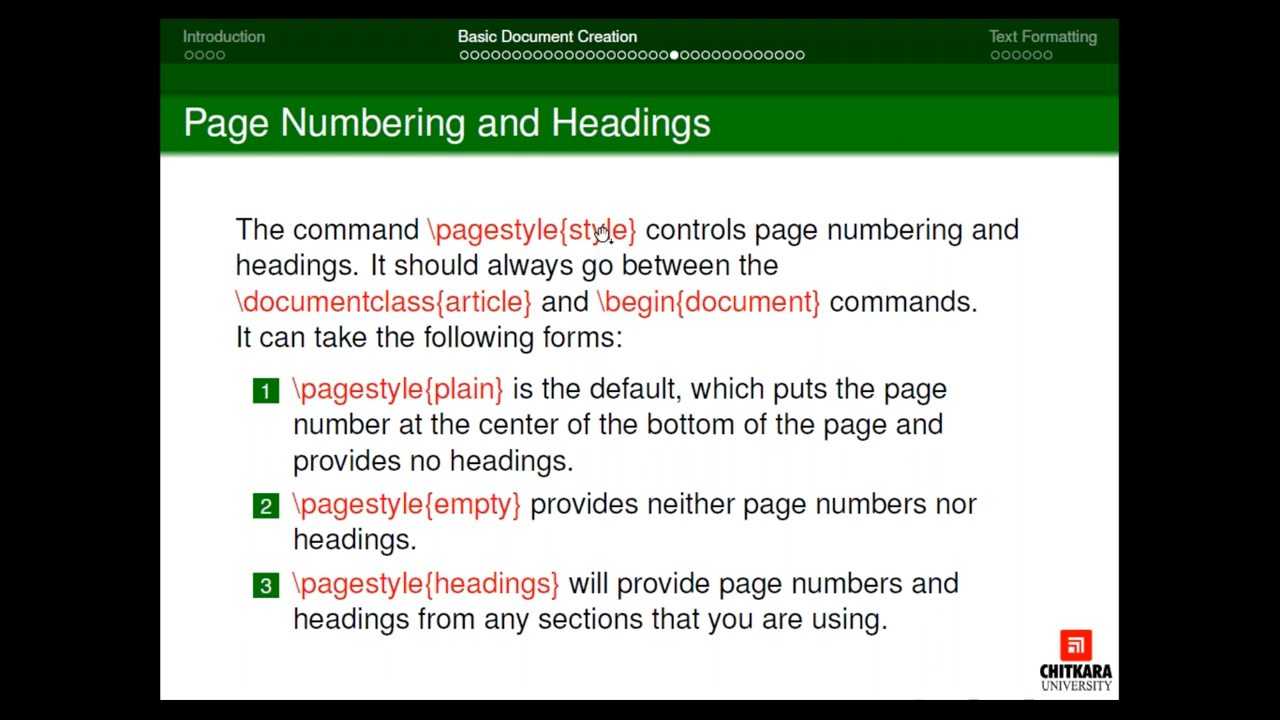 Introduction
Basic Document Creation
Text Formatting
Page Numbering and Headings
The command \pagestyle{style} controls page numbering and
headings. It should always go between the
\documentclass{article} and \begin{document} commands.
It can take the following forms:
1 \pagestyle{plain} is the default, which puts the page
number at the center of the bottom of the page and
provides no headings.
2 \pagestyle{empty} provides neither page numbers nor
headings.
3 \pagestyle{headings} will provide page numbers and
headings from any sections that you are using.
CHITKARA
UNIVERSITY